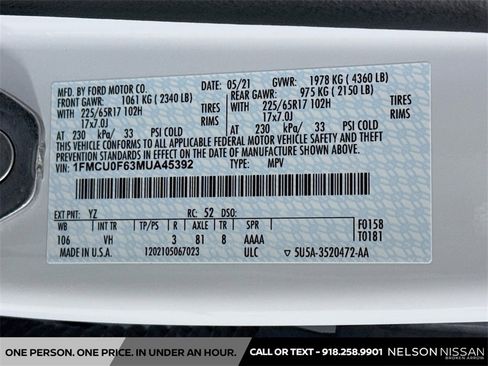 MFD. BY FORD MOTOR CO. 05/21 GVWR: 1978 KG ( 4360 LB)
FRONT GAWR: 1061 KG ( 2340 LB) REAR GAWR: 975 KG ( 2150 LB)
WITH 225/65R17 102H TIRES WITH 225/65R17 102H TIRES
17x7.0J RIMS 17x7.0J RIMS
AT 230 kPa/ 33 PSI COLD AT 230 kPa/ 33 PSI COLD
CONFORMS TO ALL APPLICABLE FEDERAL MOTOR VEHICLE SAFETY AND BUMPER AND THEFT PREVENTION STANDARDS IN EFFECT ON THE DATE OF MANUFACTURE SHOWN ABOVE.
VIN: 1FMCU0F63MUA45392 TYPE: MPV
EXT PNT: YZ RC: 52 DSO: F0158
WB INT TR TP/PS R AXLE TR SPR T0181
106 VH 3 81 8 AAAA
MADE IN U.S.A. 1202105067023 ULC 5U5A-3520472-AA
ONE PERSON. ONE PRICE. IN UNDER AN HOUR. CALL OR TEXT - 918.258.9901 NELSON NISSAN
BROKEN ARROW